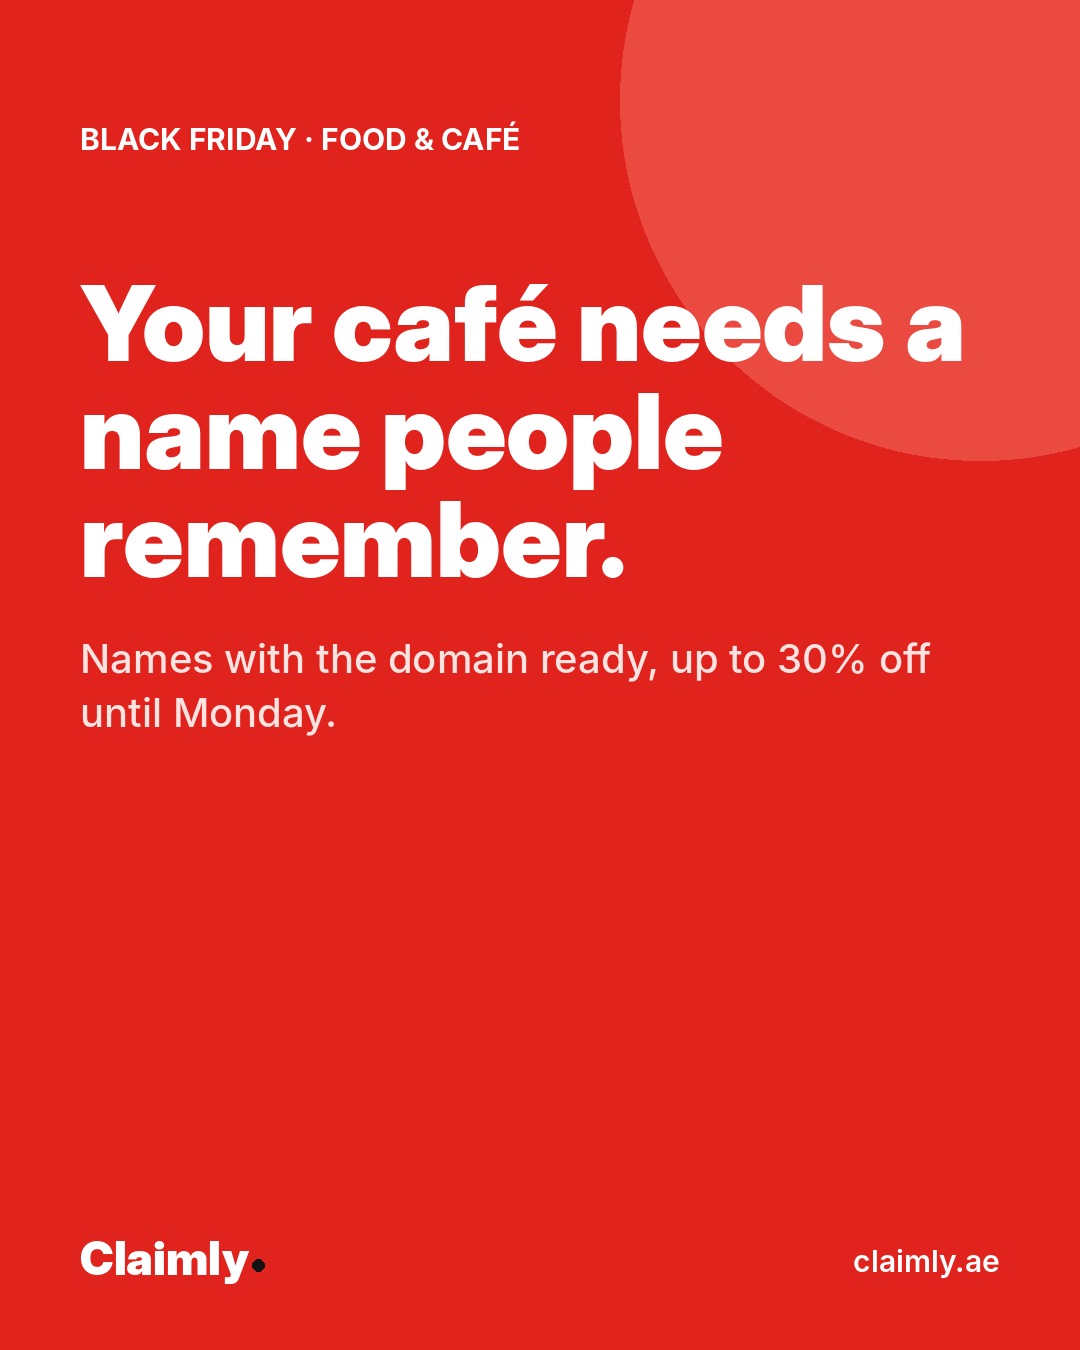 BLACK FRIDAY · FOOD & CAFÉ
Your café needs a
name people
remember.
Names with the domain ready, up to 30% off
until Monday.
Claimly.
claimly.ae